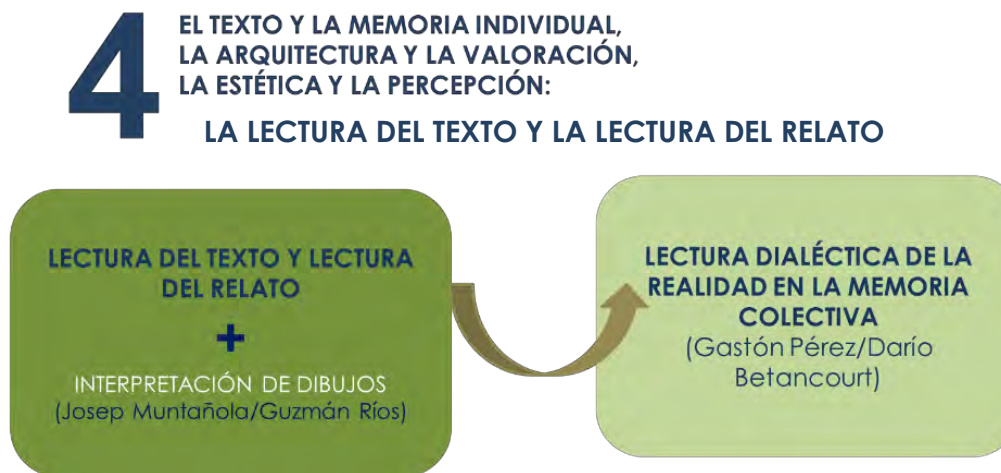 4
EL TEXTO Y LA MEMORIA INDIVIDUAL,
LA ARQUITECTURA Y LA VALORACIÓN,
LA ESTÉTICA Y LA PERCEPCIÓN:
LA LECTURA DEL TEXTO Y LA LECTURA DEL RELATO
LECTURA DEL TEXTO Y LECTURA
DEL RELATO
+
INTERPRETACIÓN DE DIBUJOS
(Josep Muntañola/Guzmán Ríos)
LECTURA DIALÉCTICA DE LA
REALIDAD EN LA MEMORIA
COLECTIVA
(Gastón Pérez/Darío
Betancourt)